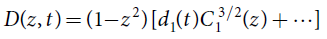 D(z,t) = (1−z²)[d₁(t)C₁^{3/2}(z) + ⋯]